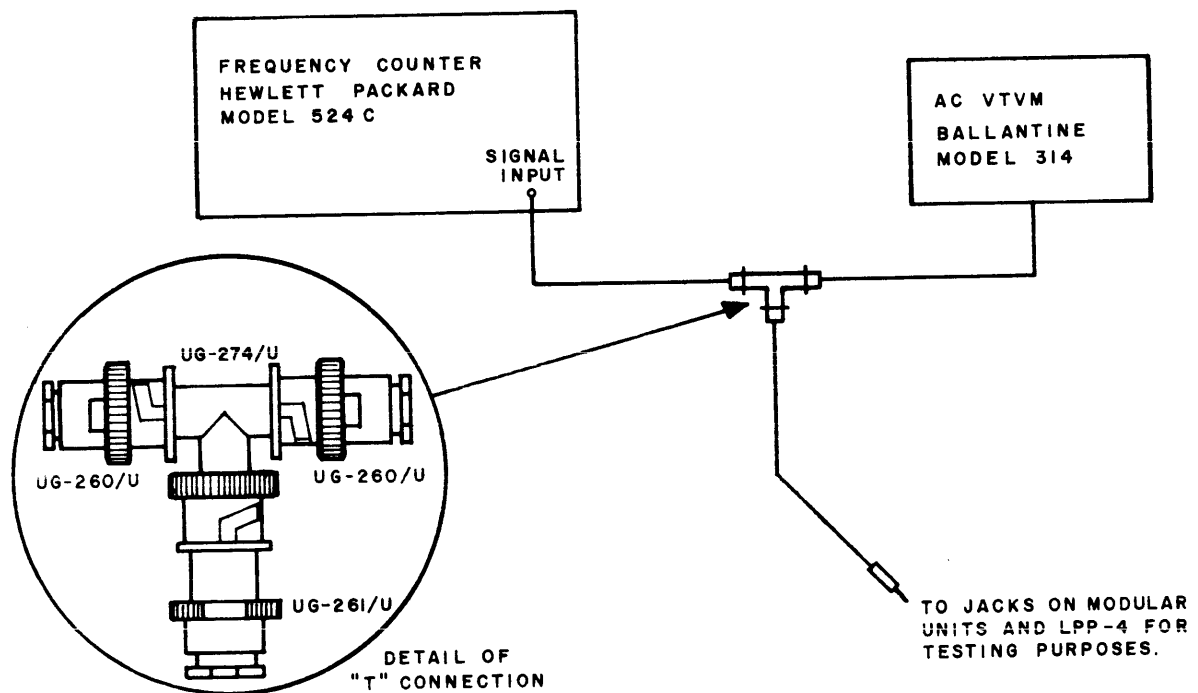 FREQUENCY COUNTER
HEWLETT PACKARD
MODEL 524 C
SIGNAL
INPUT
AC VTVM
BALLANTINE
MODEL 314
UG-274/U
UG-260/U
UG-260/U
UG-261/U
DETAIL OF
"T" CONNECTION
TO JACKS ON MODULAR
UNITS AND LPP-4 FOR
TESTING PURPOSES.